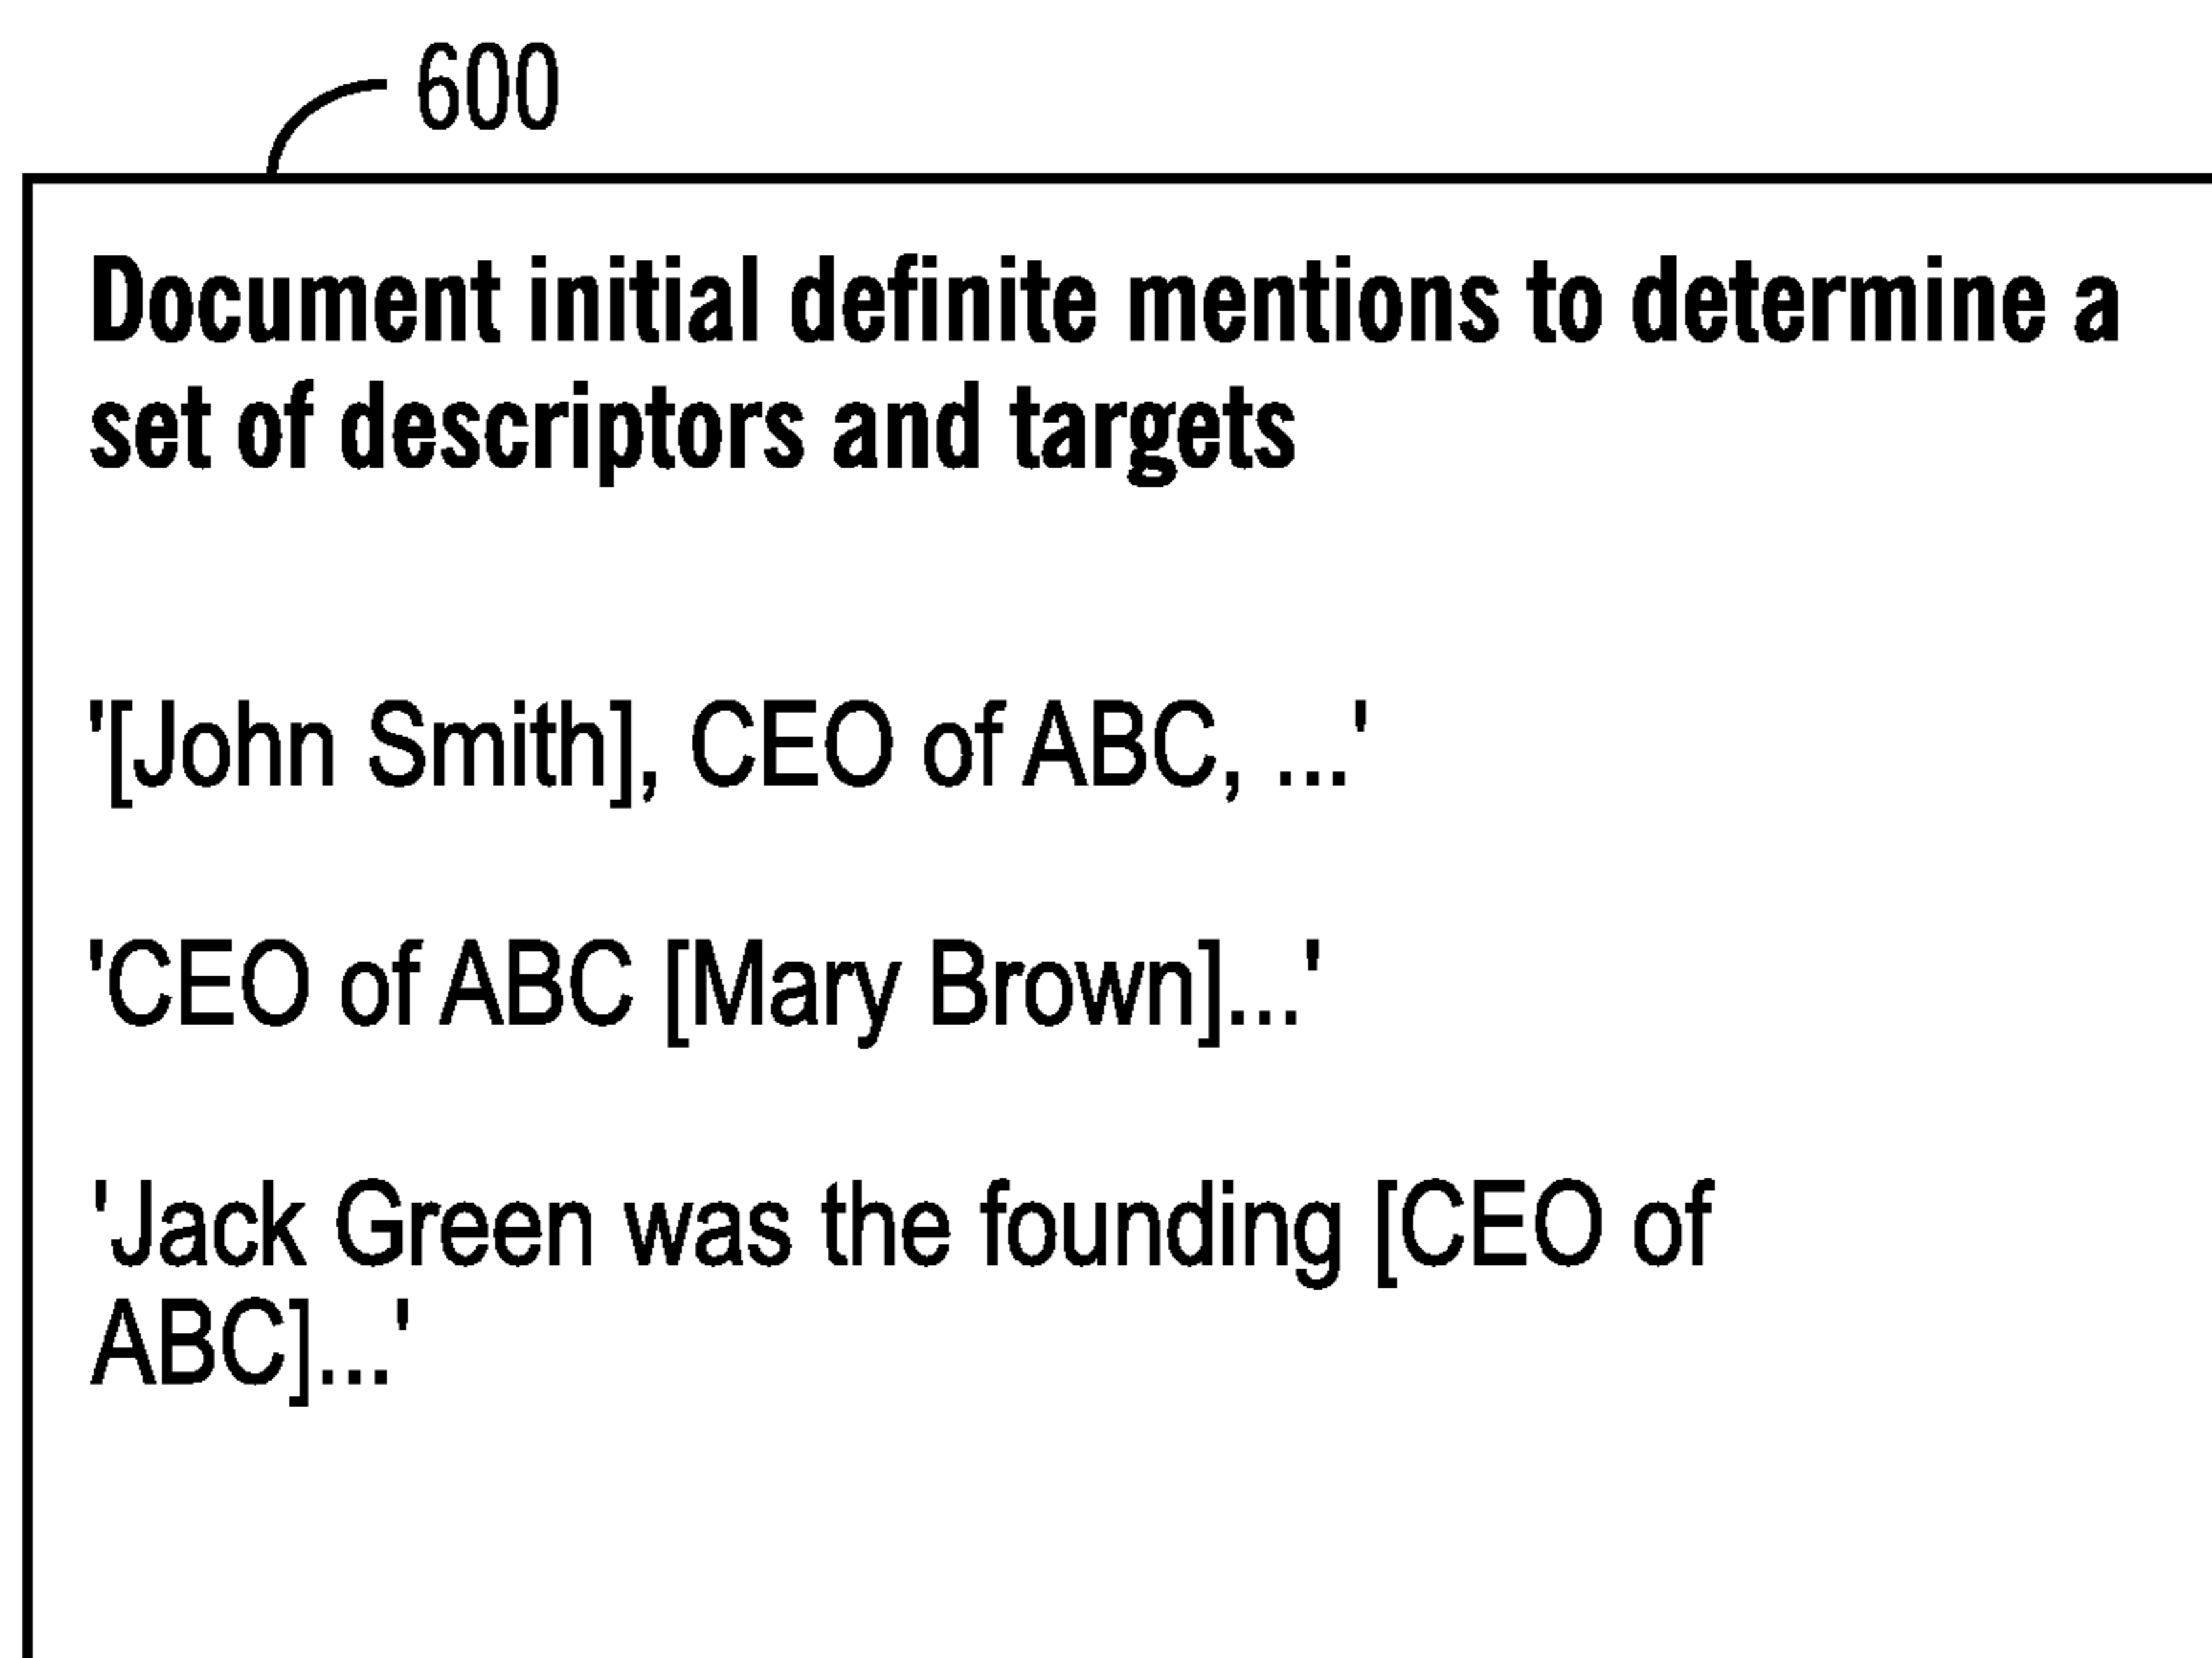 600
Document initial definite mentions to determine a
set of descriptors and targets
'[John Smith], CEO of ABC, ...'
'CEO of ABC [Mary Brown]...'
'Jack Green was the founding [CEO of
ABC]...'